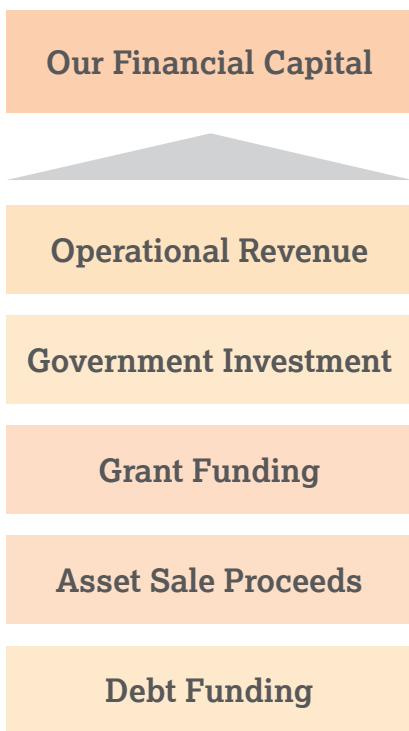 Our Financial Capital
Operational Revenue
Government Investment
Grant Funding
Asset Sale Proceeds
Debt Funding